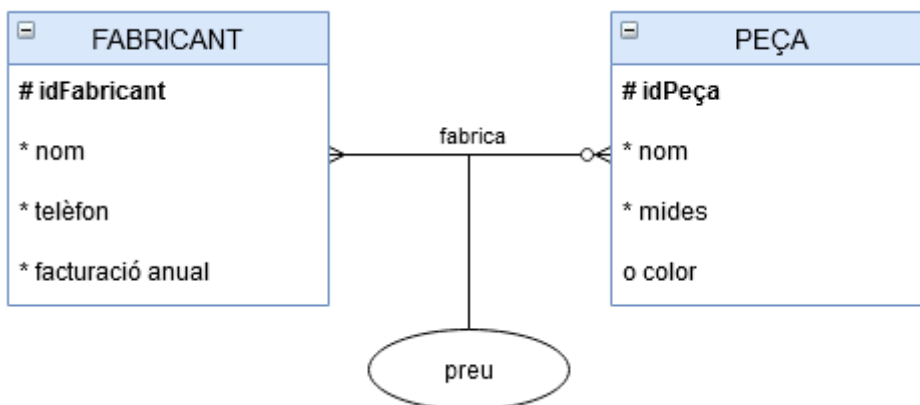 FABRICANT
# idFabricant
* nom
* telèfon
* facturació anual
fabrica
preu
PEÇA
# idPeça
* nom
* mides
o color